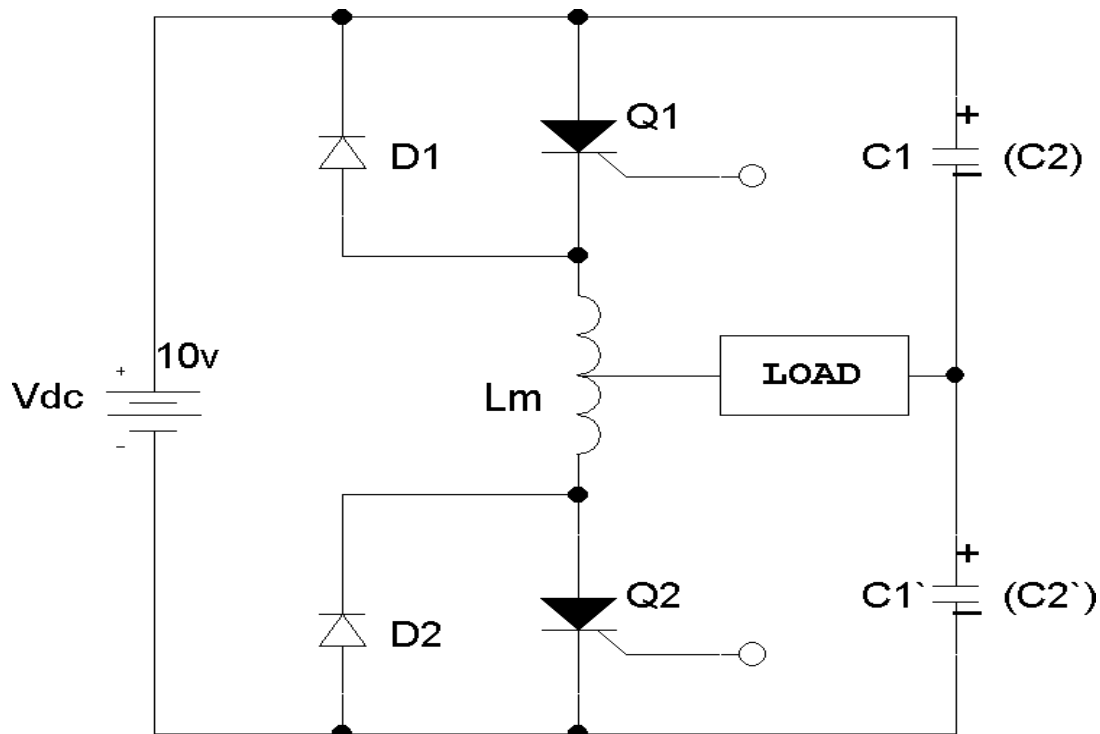 Q1
D1
C1
+
(C2)
10v
+
Vdc
-
Lm
LOAD
Q2
D2
C1`
+
(C2`)